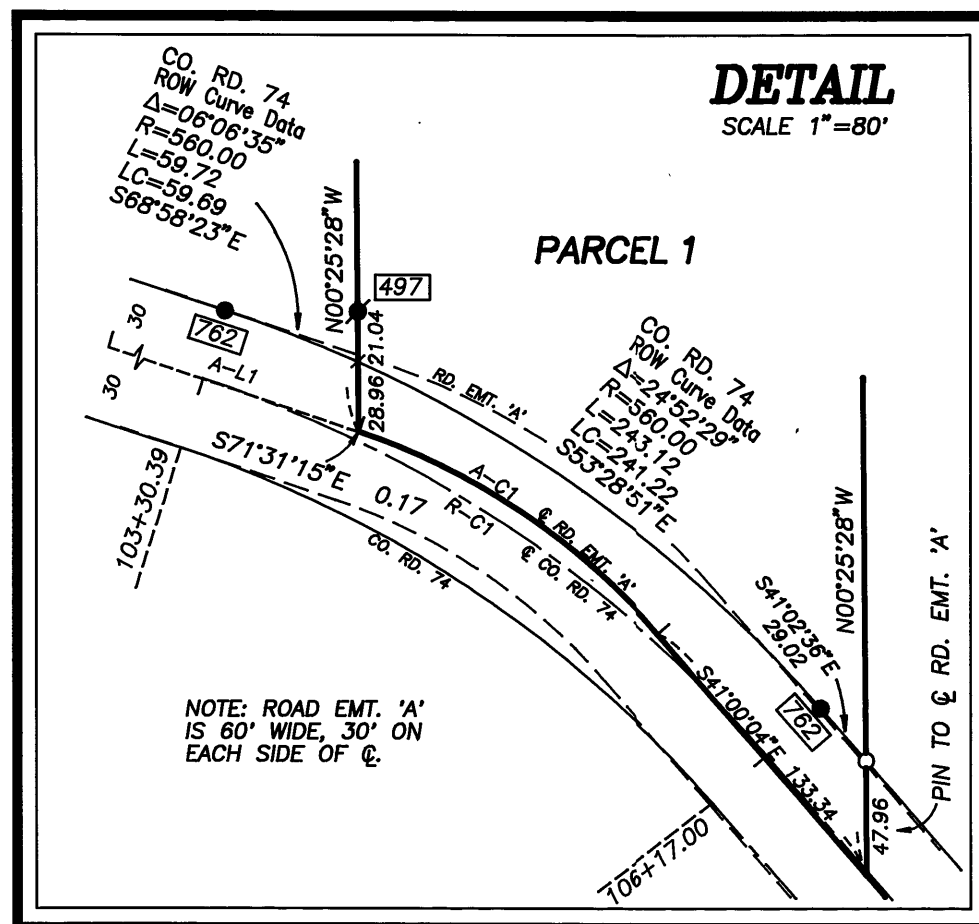 DETAIL
SCALE 1"=80'
CO. RD. 74
ROW Curve Data
Δ=06°06'35"
R=560.00
L=59.72
LC=59.69
S68°58'23"E
N00°25'28"W
497
PARCEL 1
762
21.04
28.96
30
30
A-L1
RD. EMT. 'A'
CO. RD. 74
ROW Curve Data
Δ=24°52'29"
R=560.00
L=243.12
LC=241.22
S53°28'51"E
S71°31'15"E
0.17
A-C1
R-C1
℄ RD. EMT. 'A'
℄ CO. RD. 74
CO. RD. 74
103+30.39
N00°25'28"W
S41°02'36"E
29.02
762
S41°00'04"E 133.34
47.96
PIN TO ℄ RD. EMT. 'A'
106+17.00
NOTE: ROAD EMT. 'A'
IS 60' WIDE, 30' ON
EACH SIDE OF ℄.